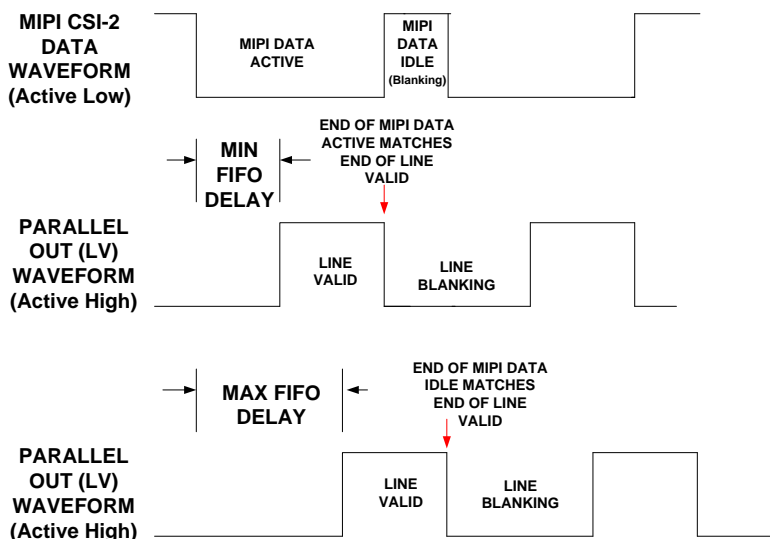 MIPI CSI-2
DATA
WAVEFORM
(Active Low)
MIPI DATA
ACTIVE
MIPI
DATA
IDLE
(Blanking)
MIN
FIFO
DELAY
END OF MIPI DATA
ACTIVE MATCHES
END OF LINE
VALID
PARALLEL
OUT (LV)
WAVEFORM
(Active High)
LINE
VALID
LINE
BLANKING
MAX FIFO
DELAY
END OF MIPI DATA
IDLE MATCHES
END OF LINE
VALID
PARALLEL
OUT (LV)
WAVEFORM
(Active High)
LINE
VALID
LINE
BLANKING